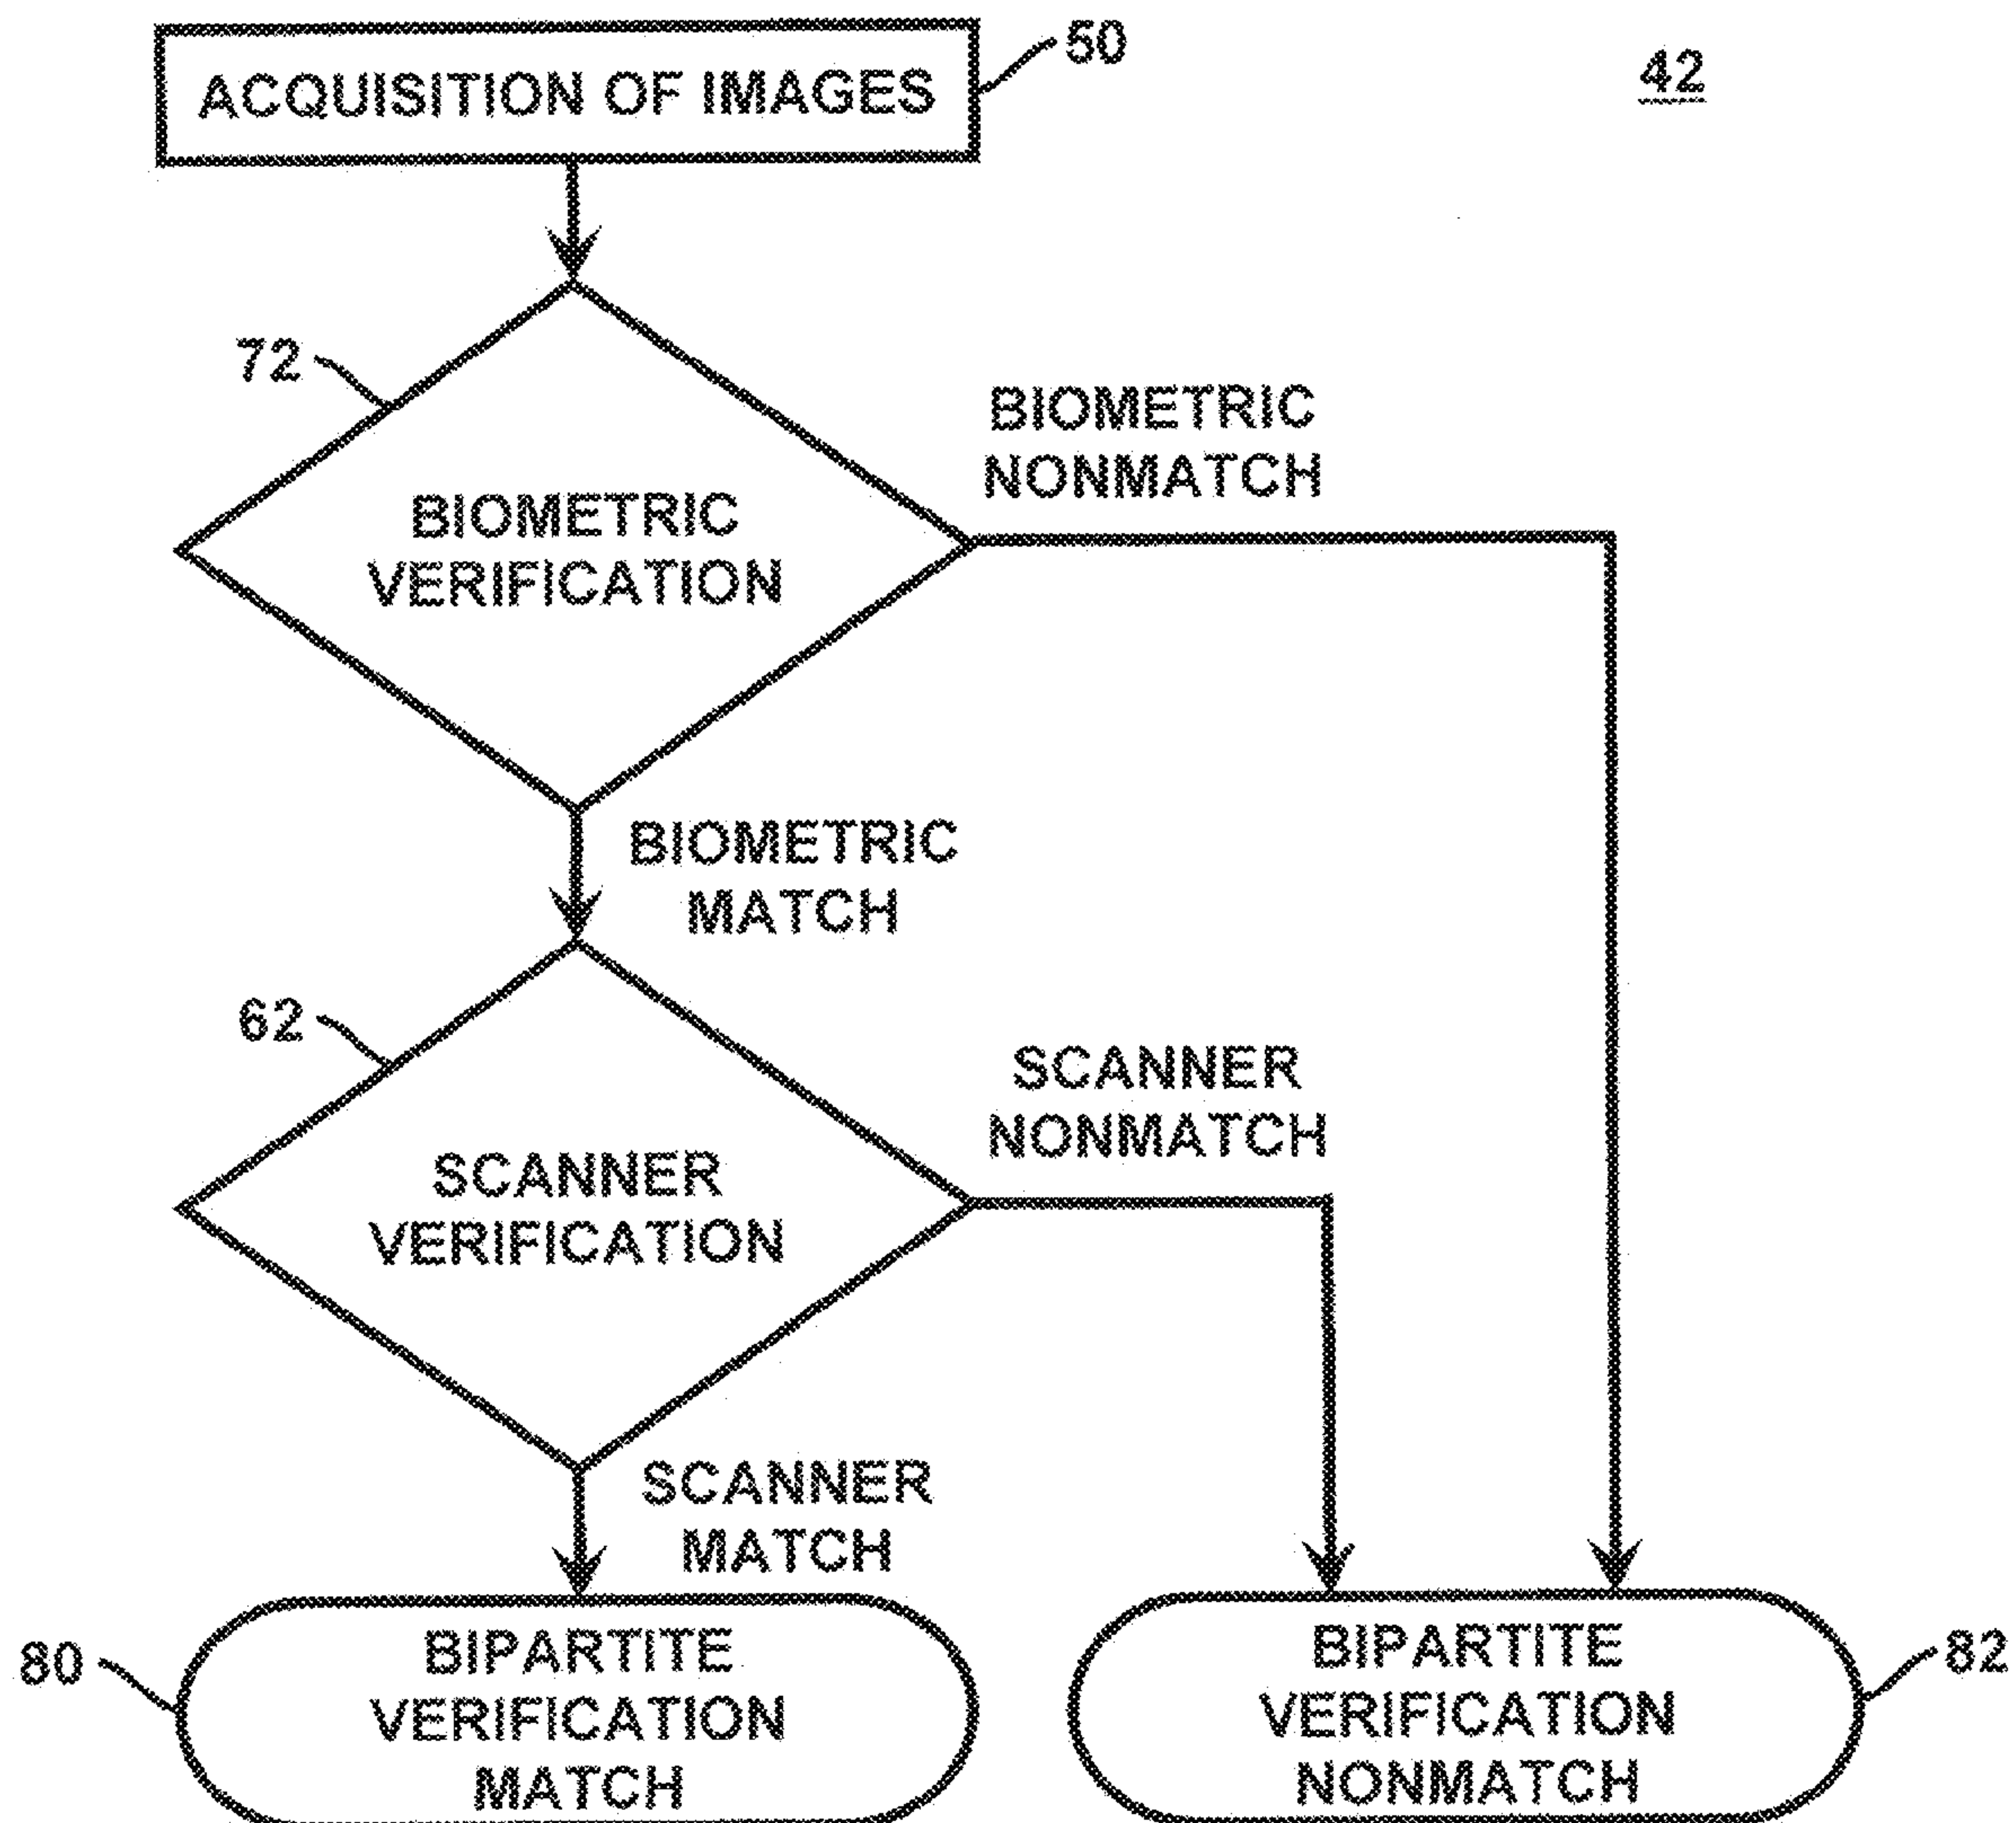 ACQUISITION OF IMAGES
50
42
72
BIOMETRIC
NONMATCH
BIOMETRIC
VERIFICATION
BIOMETRIC
MATCH
62
SCANNER
NONMATCH
SCANNER
VERIFICATION
SCANNER
MATCH
80
BIPARTITE
VERIFICATION
MATCH
BIPARTITE
VERIFICATION
NONMATCH
82